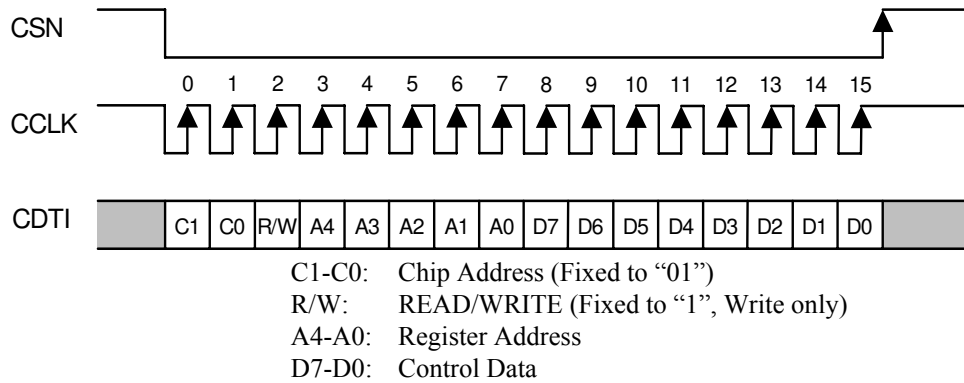 CSN
0 1 2 3 4 5 6 7 8 9 10 11 12 13 14 15
CCLK
CDTI C1 C0 R/W A4 A3 A2 A1 A0 D7 D6 D5 D4 D3 D2 D1 D0
C1-C0: Chip Address (Fixed to “01”)
R/W: READ/WRITE (Fixed to “1”, Write only)
A4-A0: Register Address
D7-D0: Control Data